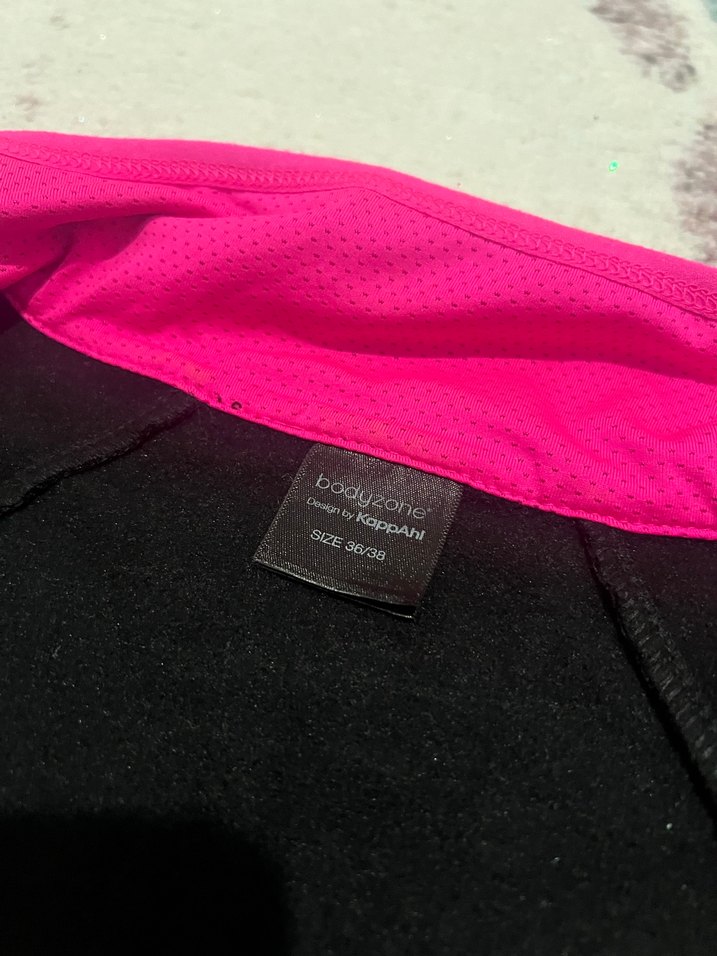 bodyzone
Design by KappAhl
SIZE 36/38